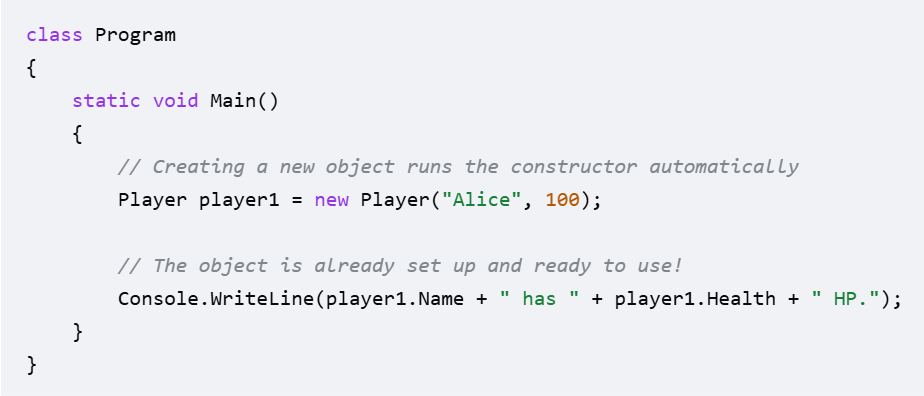 class Program
{
    static void Main()
    {
        // Creating a new object runs the constructor automatically
        Player player1 = new Player("Alice", 100);

        // The object is already set up and ready to use!
        Console.WriteLine(player1.Name + " has " + player1.Health + " HP.");
    }
}